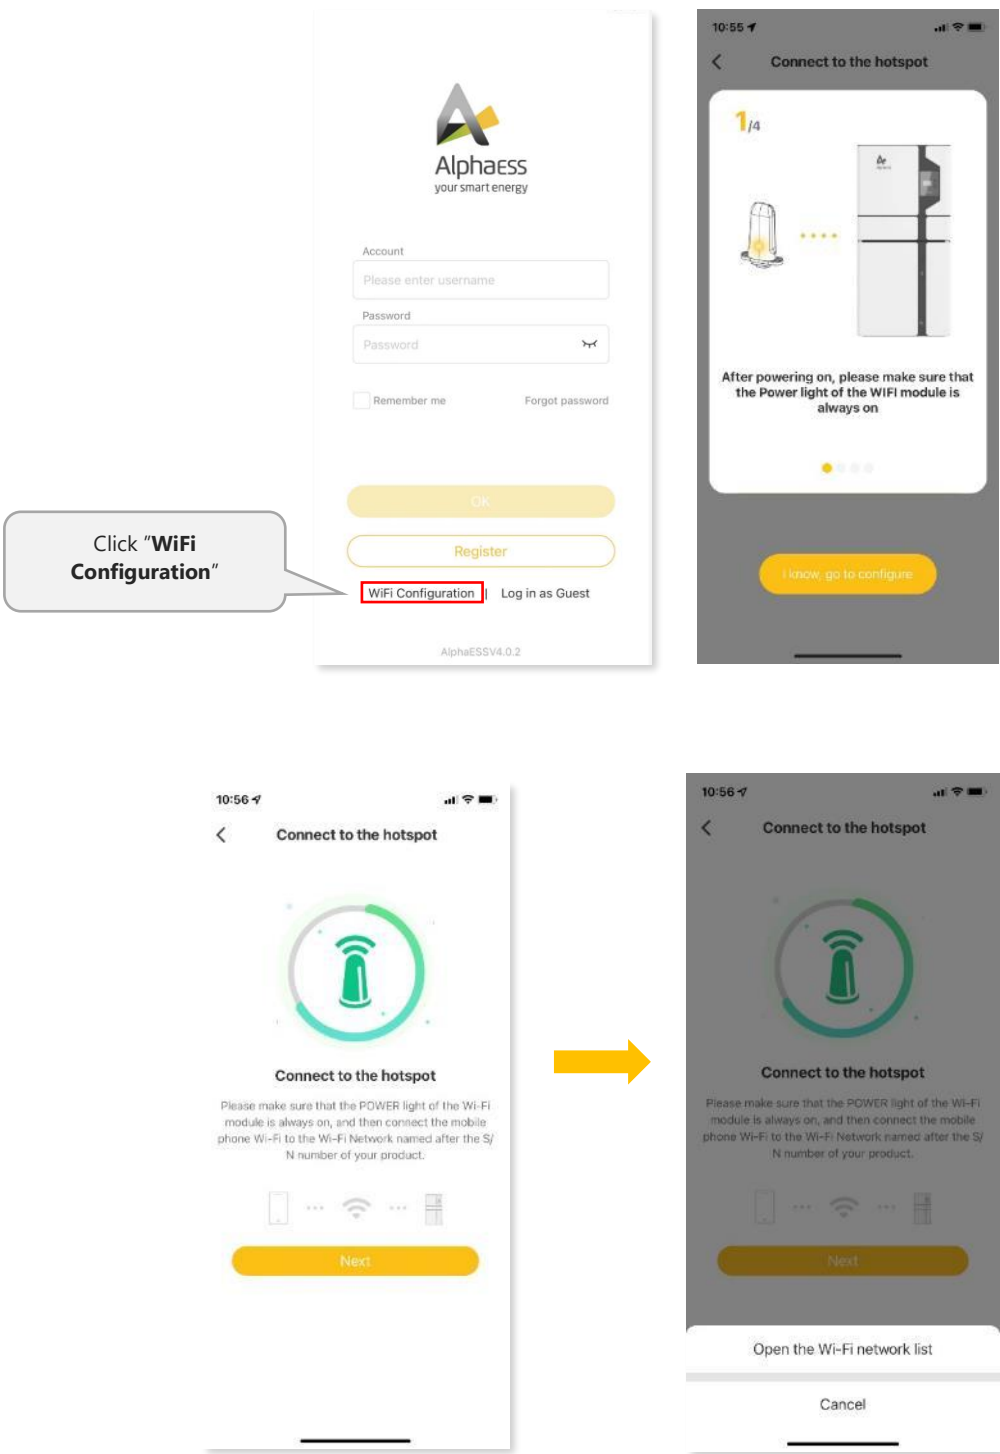 AlphaESS
your smart energy
Account
Please enter username
Password
Password
Remember me
Forgot password
OK
Register
WiFi Configuration | Log in as Guest
AlphaESSV4.0.2
Click “WiFi
Configuration”
10:55
Connect to the hotspot
1/4
After powering on, please make sure that
the Power light of the WIFI module is
always on
I know, go to configure
10:56
Connect to the hotspot
Connect to the hotspot
Please make sure that the POWER light of the Wi-Fi
module is always on, and then connect the mobile
phone Wi-Fi to the Wi-Fi Network named after the S/
N number of your product.
Next
10:56
Connect to the hotspot
Connect to the hotspot
Please make sure that the POWER light of the Wi-Fi
module is always on, and then connect the mobile
phone Wi-Fi to the Wi-Fi Network named after the S/
N number of your product.
Next
Open the Wi-Fi network list
Cancel